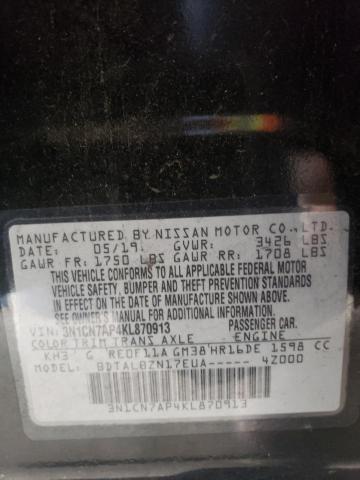 MANUFACTURED BY NISSAN MOTOR CO.,LTD.
DATE: 05/19. GVWR: 3426 LBS
GAWR FR: 1750 LBS GAWR RR: 1708 LBS
THIS VEHICLE CONFORMS TO ALL APPLICABLE FEDERAL MOTOR
VEHICLE SAFETY, BUMPER AND THEFT PREVENTION STANDARDS
IN EFFECT ON THE DATE OF MANUFACTURE SHOWN ABOVE.
SEE OWNER'S MANUAL FOR ADDITIONAL INFORMATION.
VIN: 3N1CN7AP4KL870913 PASSENGER CAR.
COLOR TRIM TRANS AXLE ENGINE
KH3 G RE0F11A GM38 HR16DE 1598 CC
MODEL: BDTALBZN17EUA----- 4Z000
3N1CN7AP4KL870913